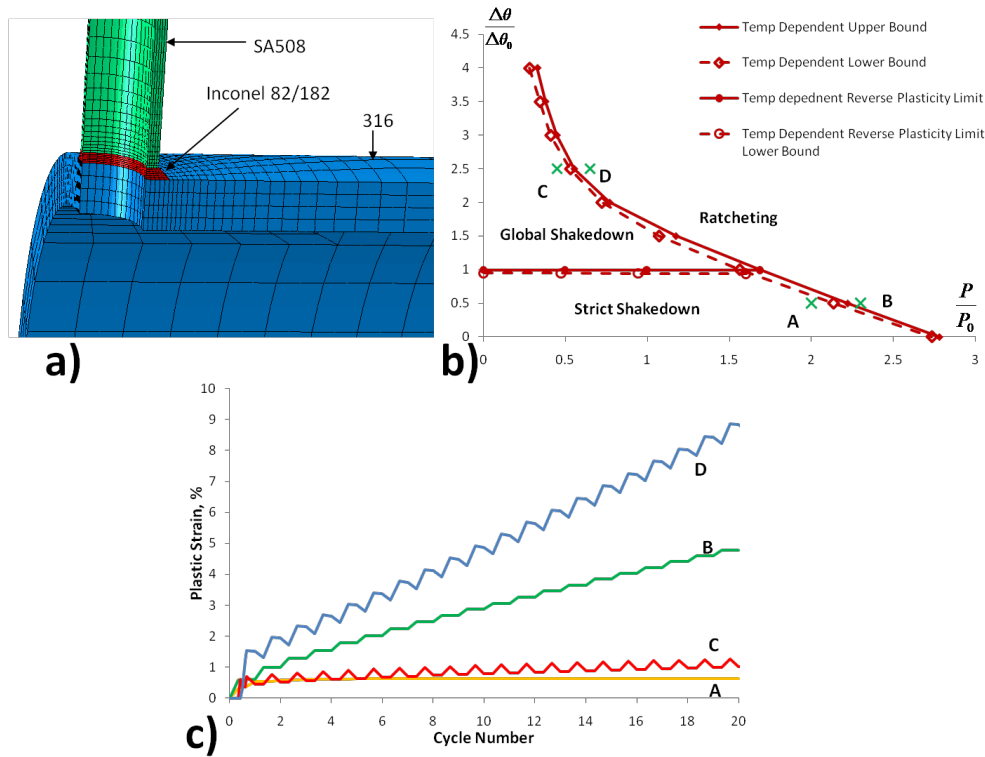 SA508
Inconel 82/182
316
a)
Δθ
Δθ₀
4.5
4
3.5
3
2.5
2
1.5
1
0.5
0
0.5
1
1.5
2
2.5
3
Temp Dependent Upper Bound
Temp Dependent Lower Bound
Temp depednent Reverse Plasticity Limit
Temp Dependent Reverse Plasticity Limit
Lower Bound
C
D
Ratcheting
Global Shakedown
Strict Shakedown
A
B
P
P₀
0
b)
10
9
8
7
6
5
4
3
2
1
0
Plastic Strain, %
D
B
C
A
0
2
4
6
8
10
12
14
16
18
20
Cycle Number
c)